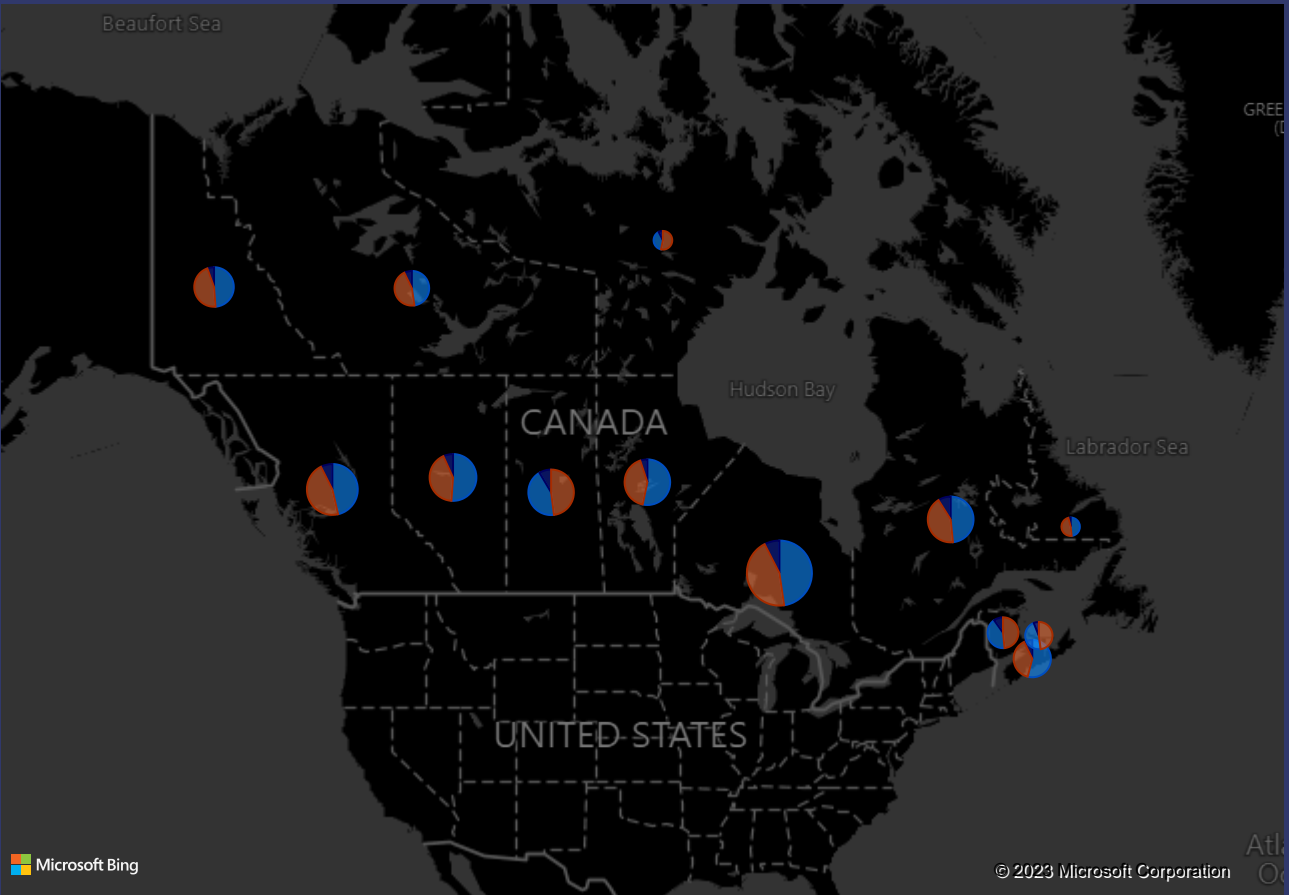 Beaufort Sea
GREE
(D
Hudson Bay
CANADA
Labrador Sea
UNITED STATES
Atla
Oc
Microsoft Bing
© 2023 Microsoft Corporation